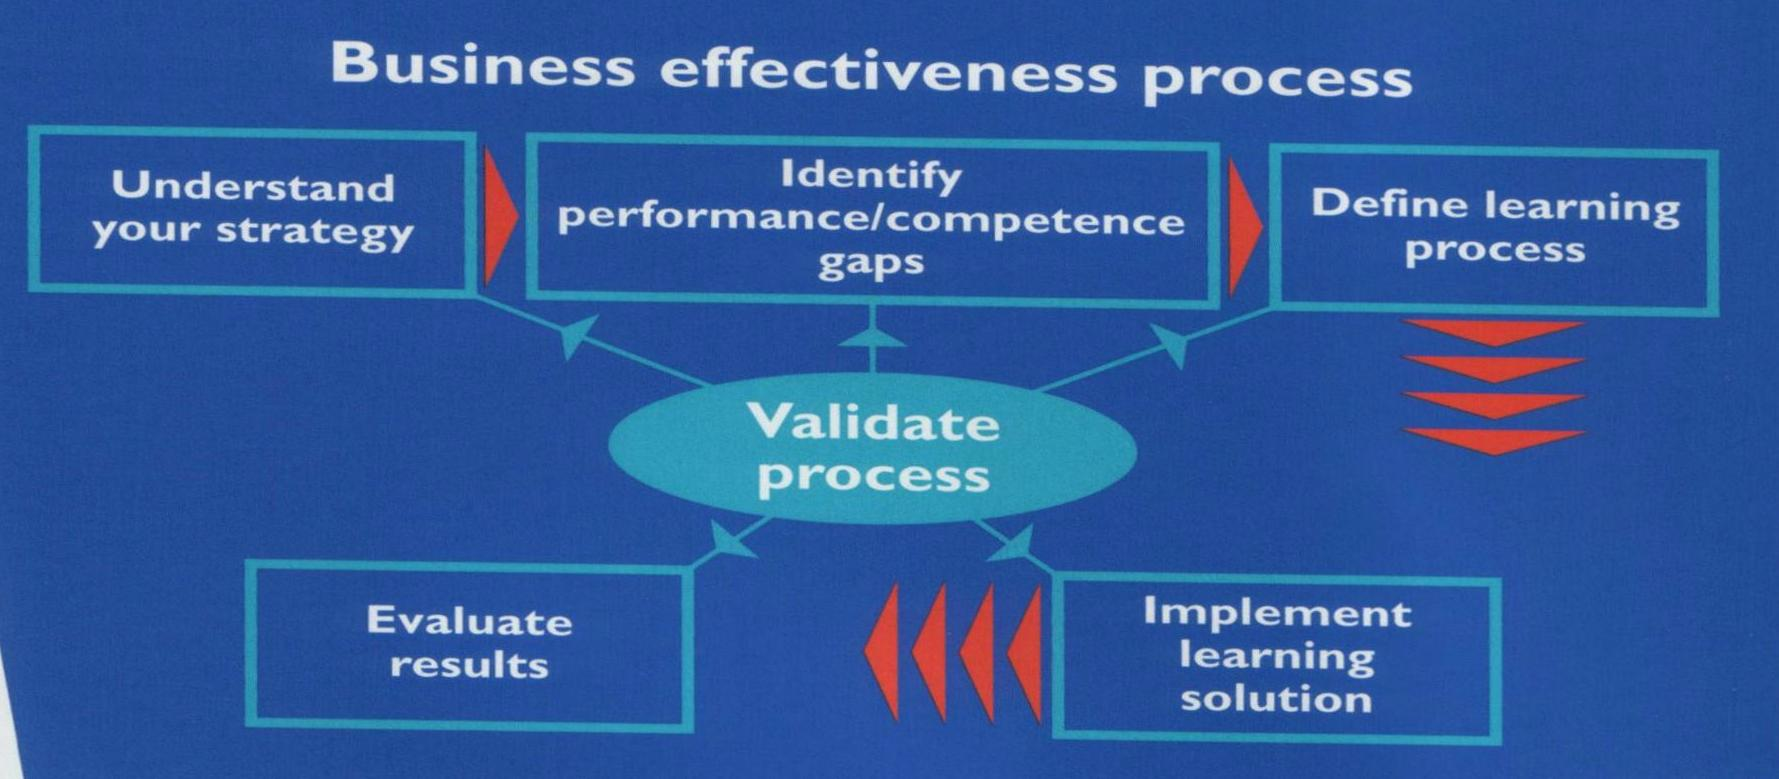 Business effectiveness process
Understand
your strategy
Identify
performance/competence
gaps
Define learning
process
Validate
process
Evaluate
results
Implement
learning
solution